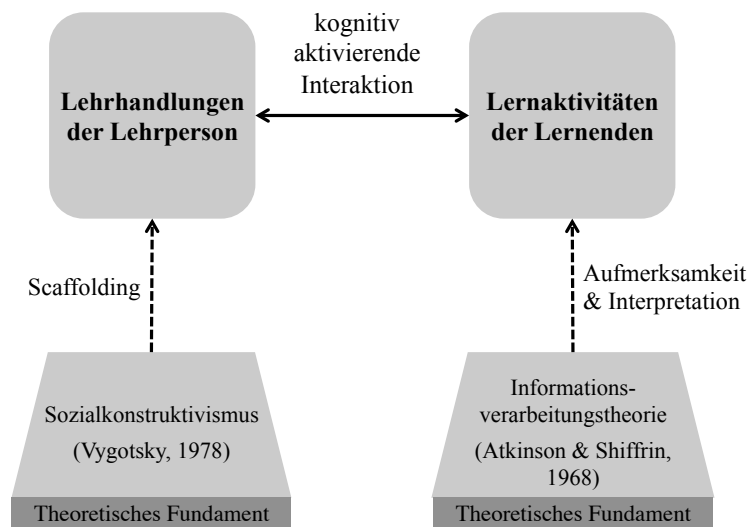 kognitiv
aktivierende
Interaktion
Lehrhandlungen
der Lehrperson
Lernaktivitäten
der Lernenden
Scaffolding
Aufmerksamkeit
& Interpretation
Sozialkonstruktivismus
(Vygotsky, 1978)
Theoretisches Fundament
Informations-
verarbeitungstheorie
(Atkinson & Shiffrin,
1968)
Theoretisches Fundament